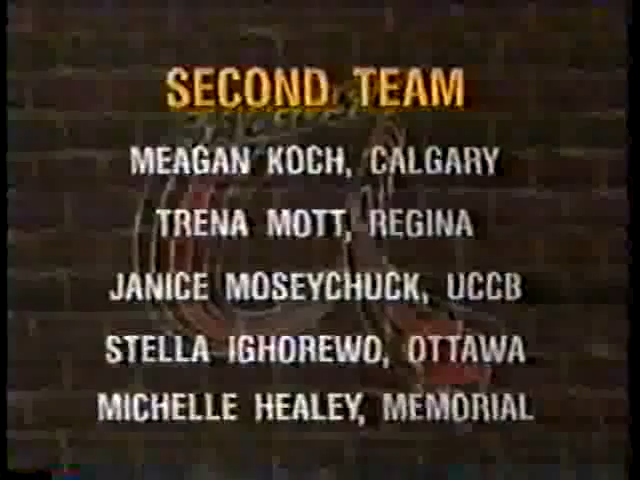 SECOND TEAM
MEAGAN KOCH, CALGARY
TRENA MOTT, REGINA
JANICE MOSEYCHUCK, UCCB
STELLA IGHOREWO, OTTAWA
MICHELLE HEALEY, MEMORIAL